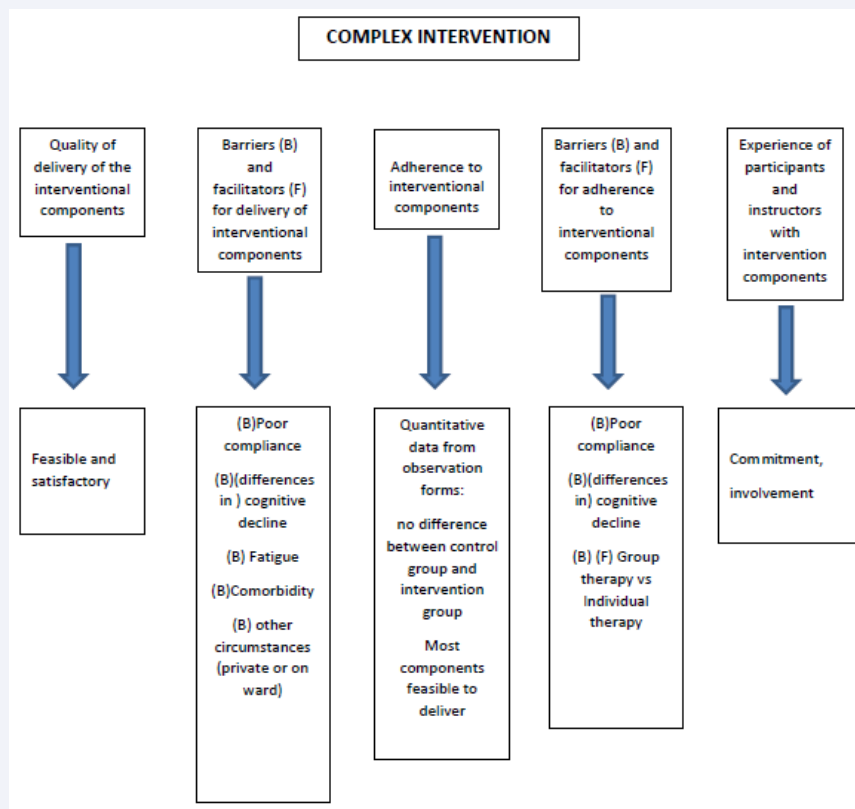 COMPLEX INTERVENTION
Quality of
delivery of the
interventional
components
Barriers (B)
and
facilitators (F)
for delivery of
interventional
components
Adherence to
interventional
components
Barriers (B) and
facilitators (F)
for adherence
to
interventional
components
Experience of
participants
and
instructors
with
intervention
components
Feasible and
satisfactory
(B)Poor
compliance
(B)(differences
in ) cognitive
decline
(B) Fatigue
(B)Comorbidity
(B) other
circumstances
(private or on
ward)
Quantitative
data from
observation
forms:
no difference
between control
group and
intervention
group
Most
components
feasible to
deliver
(B)Poor
compliance
(B)(differences
in) cognitive
decline
(B) (F) Group
therapy vs
Individual
therapy
Commitment,
involvement